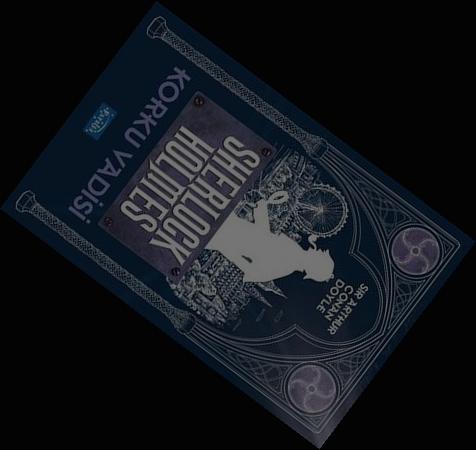 SIR ARTHUR
CONAN
DOYLE
SHERLOCK
HOLMES
KORKU VADİSİ